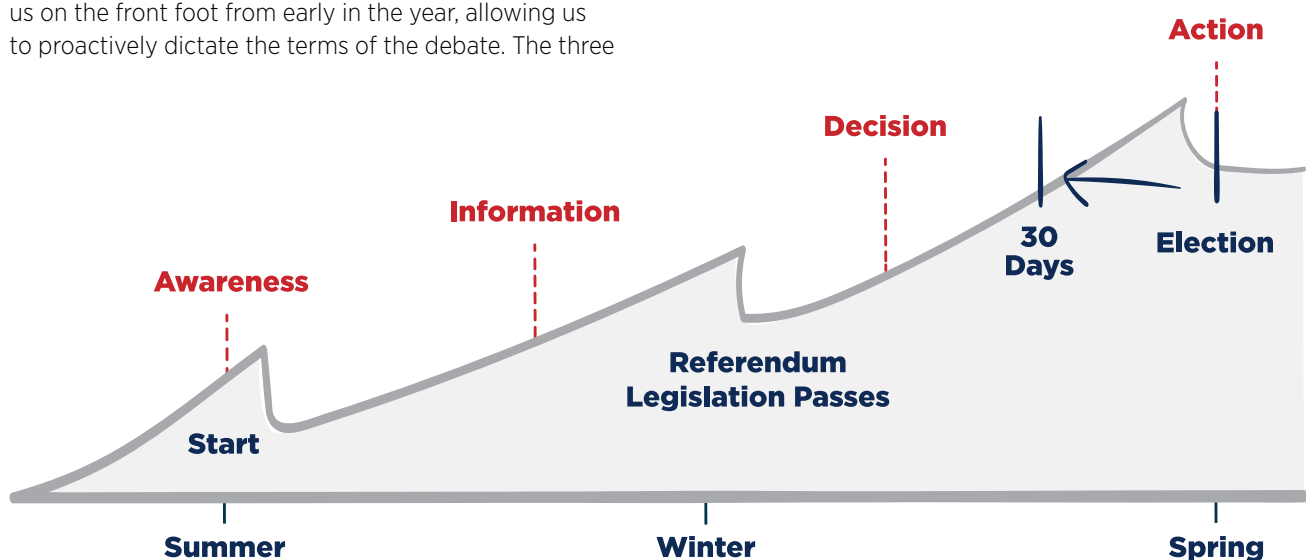 us on the front foot from early in the year, allowing us
to proactively dictate the terms of the debate. The three
Action
Decision
Information
Awareness
30
Days
Election
Referendum
Legislation Passes
Start
Summer
Winter
Spring